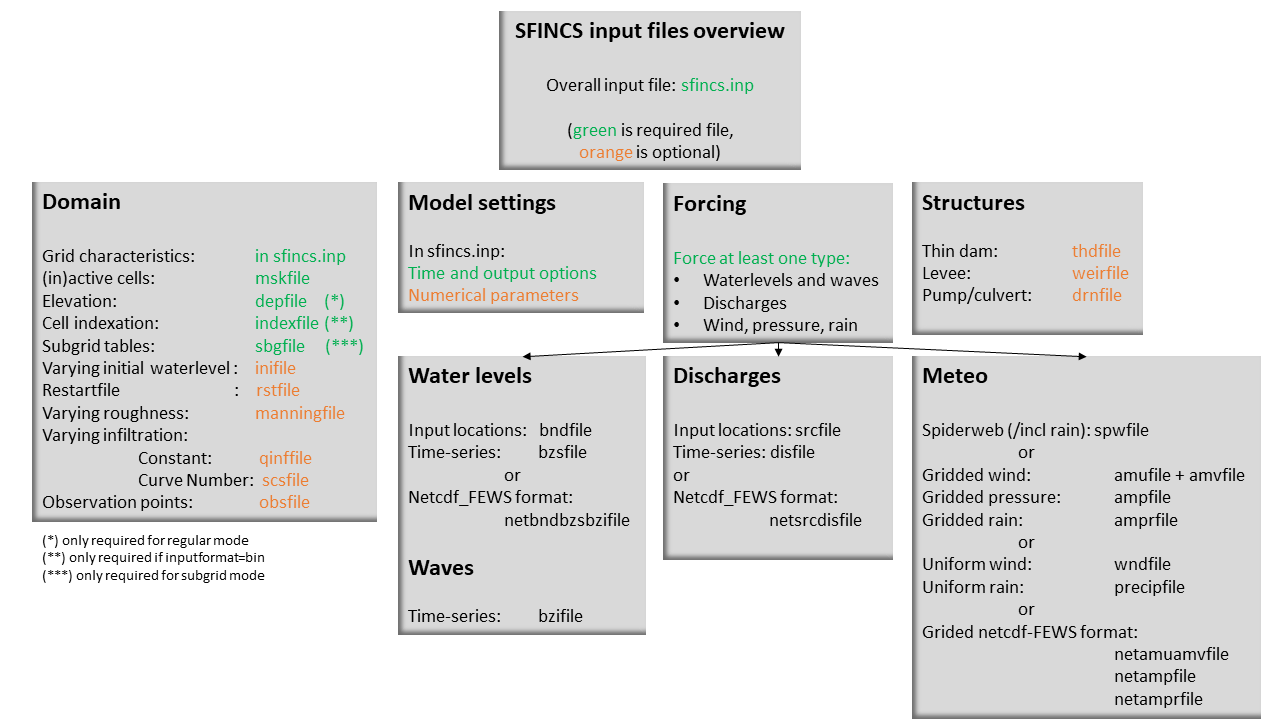 SFINCS input files overview
Overall input file: sfincs.inp
(green is required file,
orange is optional)
Domain
Grid characteristics: in sfincs.inp
(in)active cells: mskfile
Elevation: depfile (*)
Cell indexation: indexfile (**)
Subgrid tables: sbgfile (***)
Varying initial waterlevel : inifile
Restartfile : rstfile
Varying roughness: manningfile
Varying infiltration:
Constant: qinffile
Curve Number: scsfile
Observation points: obsfile
(*) only required for regular mode
(**) only required if inputformat=bin
(***) only required for subgrid mode
Model settings
In sfincs.inp:
Time and output options
Numerical parameters
Forcing
Force at least one type:
• Waterlevels and waves
• Discharges
• Wind, pressure, rain
Structures
Thin dam: thdfile
Levee: weirfile
Pump/culvert: drnfile
Water levels
Input locations: bndfile
Time-series: bzsfile
or
Netcdf_FEWS format:
netbndbzsbzifile
Waves
Time-series: bzifile
Discharges
Input locations: srcfile
Time-series: disfile
or
Netcdf_FEWS format:
netsrcdisfile
Meteo
Spiderweb (/incl rain): spwfile
or
Gridded wind: amufile + amvfile
Gridded pressure: ampfile
Gridded rain: amprfile
or
Uniform wind: wndfile
Uniform rain: precipfile
or
Grided netcdf-FEWS format:
netamuamvfile
netampfile
netamprfile